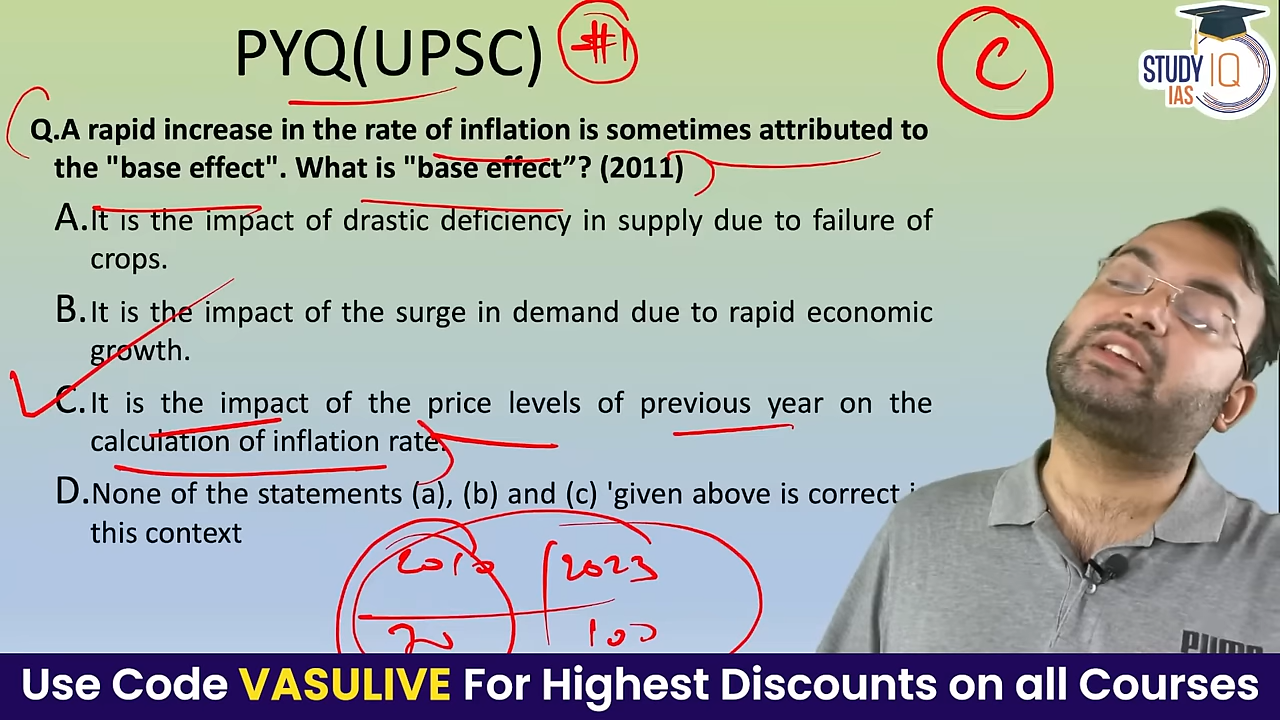 PYQ(UPSC) #1
C
STUDY IQ
IAS
Q.A rapid increase in the rate of inflation is sometimes attributed to
the "base effect". What is "base effect”? (2011)
A.It is the impact of drastic deficiency in supply due to failure of
crops.
B.It is the impact of the surge in demand due to rapid economic
growth.
C.It is the impact of the price levels of previous year on the
calculation of inflation rate.
D.None of the statements (a), (b) and (c) 'given above is correct
this context
2010 2023
100
PUMA
Use Code VASULIVE For Highest Discounts on all Courses